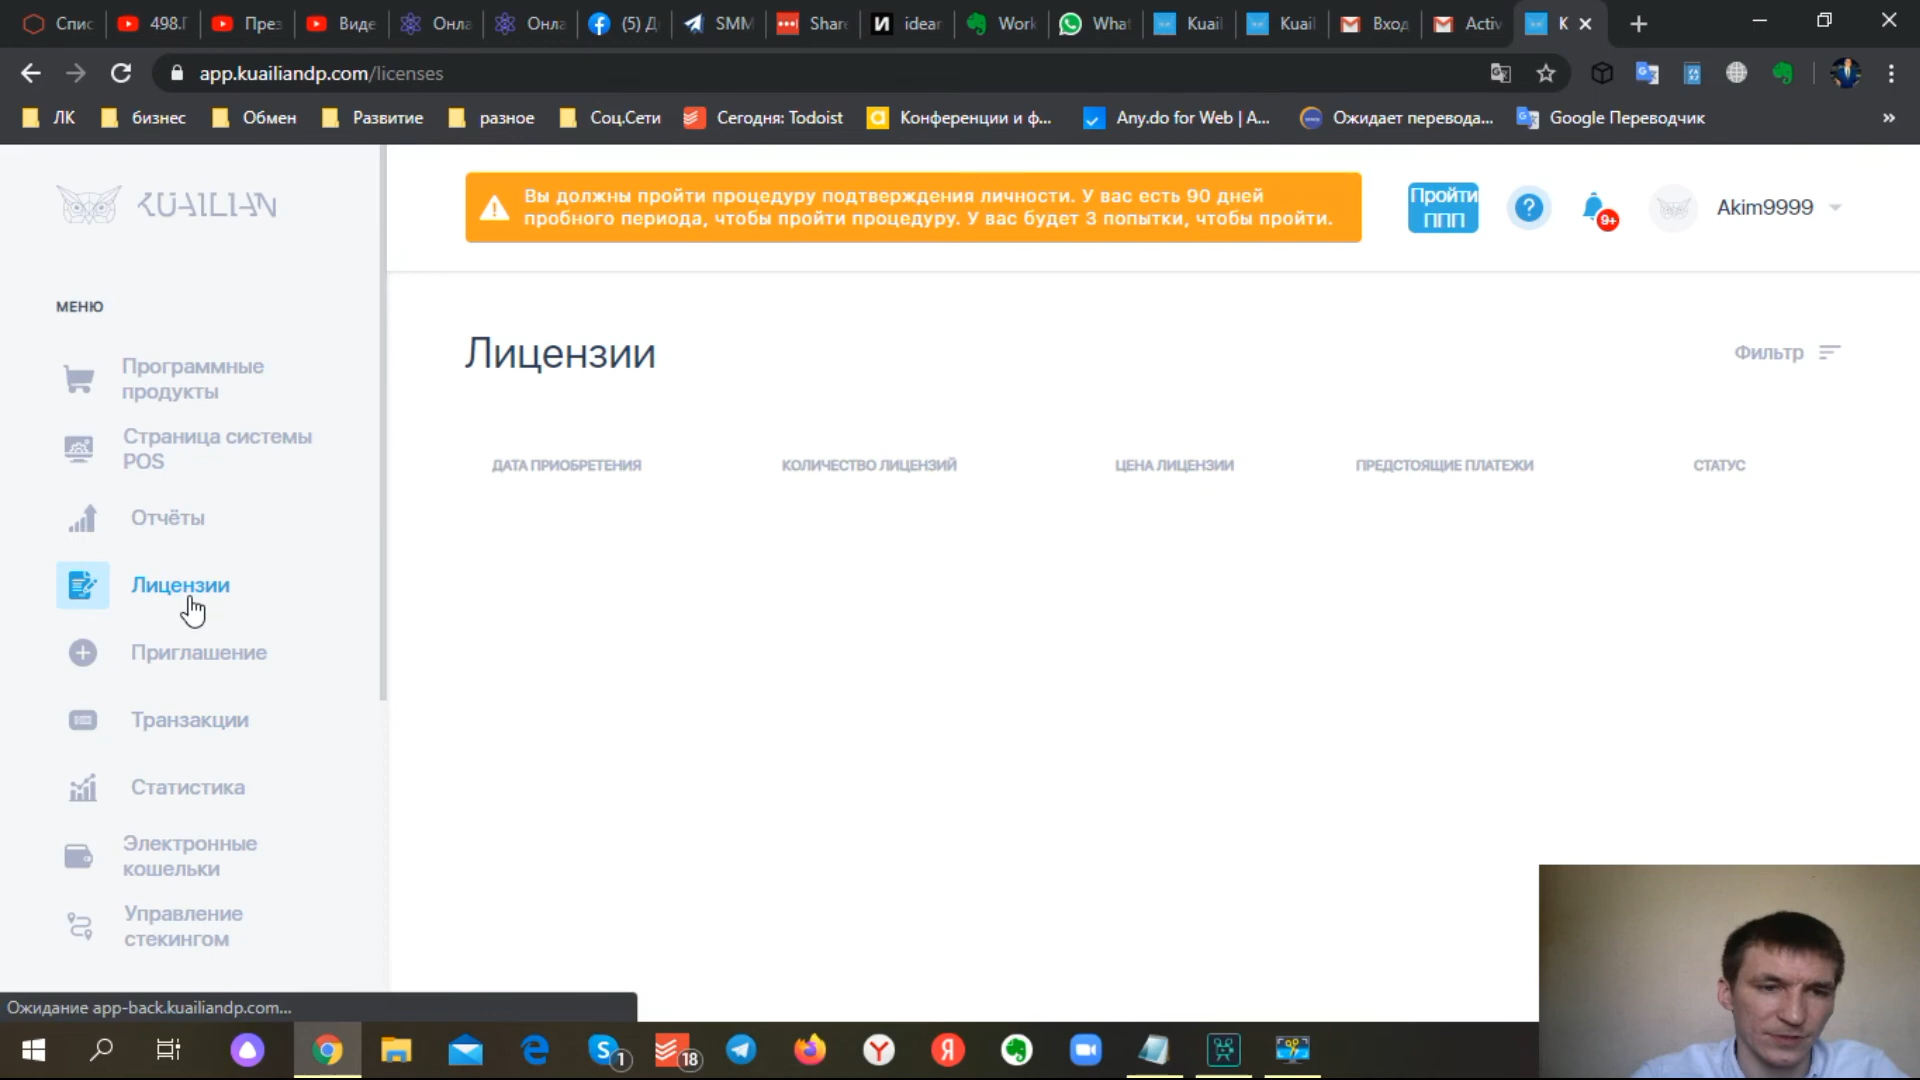 Спис
498.Г
През
Виде
Онла
Онла
(5) Д
SMM
Share
idear
Work
What
Kuail
Kuail
Вход
Activ
K
app.kuailiandp.com/licenses
ЛК
бизнес
Обмен
Развитие
разное
Соц.Сети
Сегодня: Todoist
Конференции и ф...
Any.do for Web | A...
Ожидает перевода...
Google Переводчик
»
KUAILIAN
Вы должны пройти процедуру подтверждения личности. У вас есть 90 дней
пробного периода, чтобы пройти процедуру. У вас будет 3 попытки, чтобы пройти.
Пройти
ППП
?
9+
Akim9999
МЕНЮ
Программные
продукты
Страница системы
POS
Отчёты
Лицензии
Приглашение
Транзакции
Статистика
Электронные
кошельки
Управление
стекингом
Лицензии
Фильтр
ДАТА ПРИОБРЕТЕНИЯ
КОЛИЧЕСТВО ЛИЦЕНЗИЙ
ЦЕНА ЛИЦЕНЗИИ
ПРЕДСТОЯЩИЕ ПЛАТЕЖИ
СТАТУС
Ожидание app-back.kuailiandp.com...
1
18